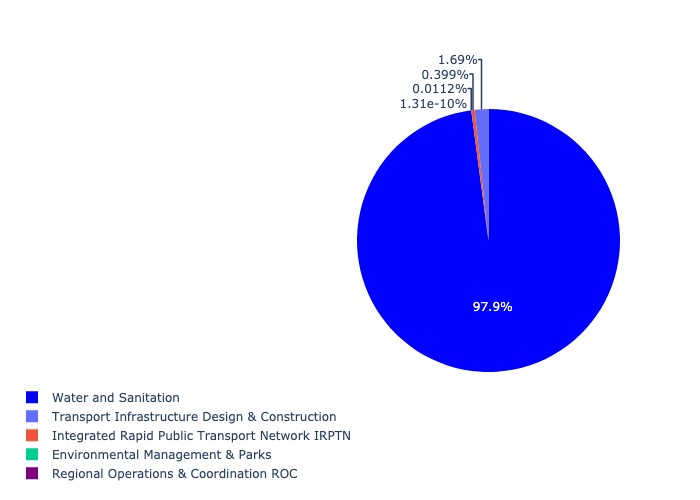 1.69%
0.399%
0.0112%
1.31e-10%
97.9%
Water and Sanitation
Transport Infrastructure Design & Construction
Integrated Rapid Public Transport Network IRPTN
Environmental Management & Parks
Regional Operations & Coordination ROC